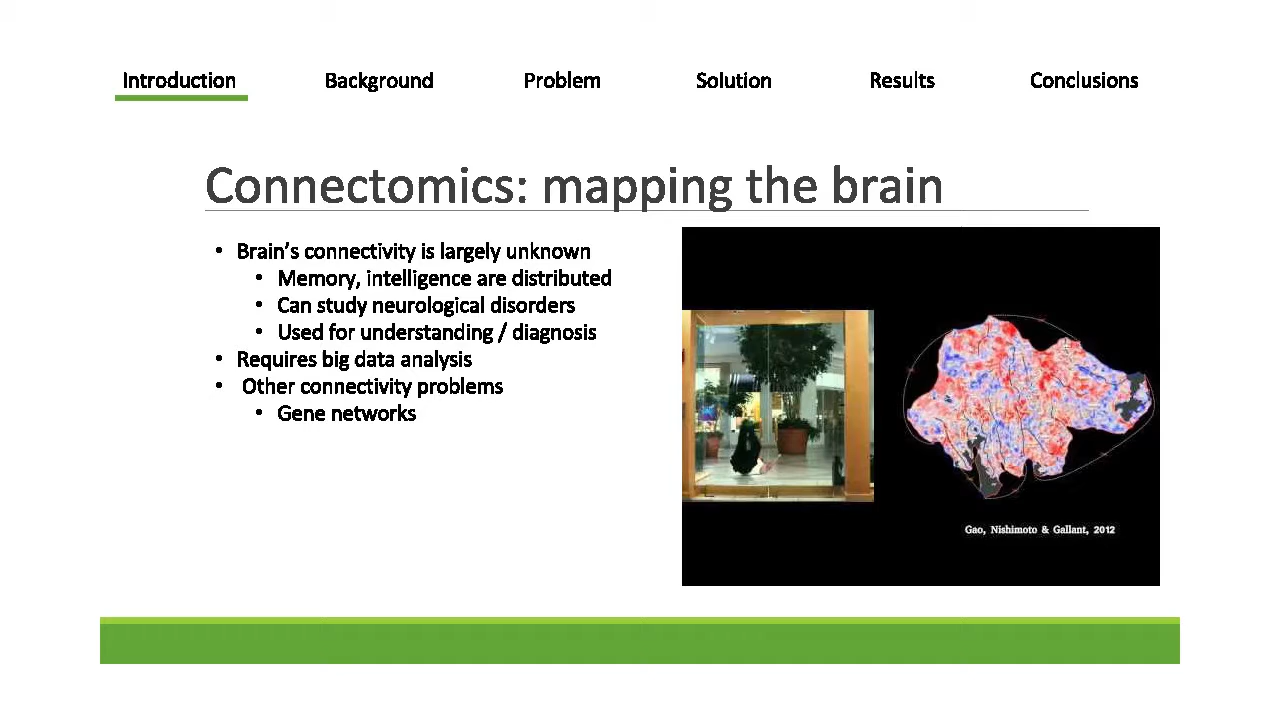 Introduction Background Problem Solution Results Conclusions
Connectomics: mapping the brain
• Brain’s connectivity is largely unknown
• Memory, intelligence are distributed
• Can study neurological disorders
• Used for understanding / diagnosis
• Requires big data analysis
• Other connectivity problems
• Gene networks
Gao, Nishimoto & Gallant, 2012